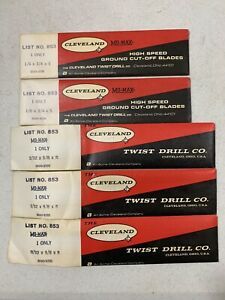 LIST NO. 853
1 ONLY
CLEVELAND
MO-MAX
HIGH SPEED
GROUND CUT-OFF BLADES
THE CLEVELAND TWIST DRILL CO.
LIST NO. 853
1 ONLY
CLEVELAND
MO-MAX
HIGH SPEED
GROUND CUT-OFF BLADES
THE CLEVELAND TWIST DRILL CO.
LIST NO. 853
MO-MAX
1 ONLY
CLEVELAND
TWIST DRILL CO.
CLEVELAND, OHIO, U.S.A.
LIST NO. 853
MO-MAX
1 ONLY
THE
CLEVELAND
TWIST DRILL CO.
CLEVELAND, OHIO, U.S.A.
LIST NO. 853
MO-MAX
1 ONLY
THE
CLEVELAND
TWIST DRILL CO.
CLEVELAND, OHIO, U.S.A.